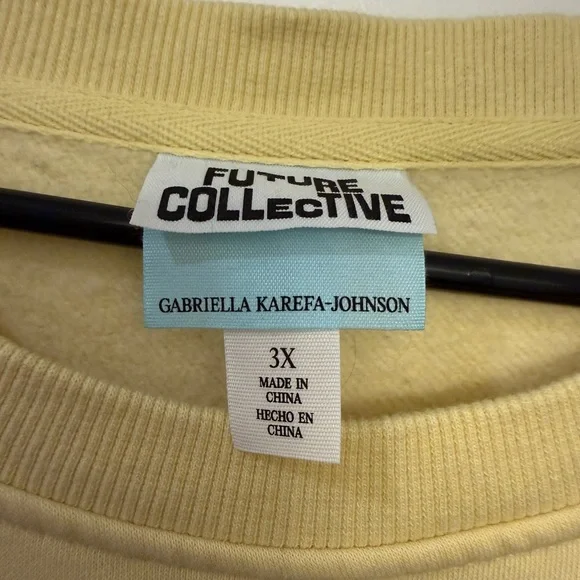 FUTURE
COLLECTIVE
GABRIELLA KAREFA-JOHNSON
3X
MADE IN
CHINA
HECHO EN
CHINA